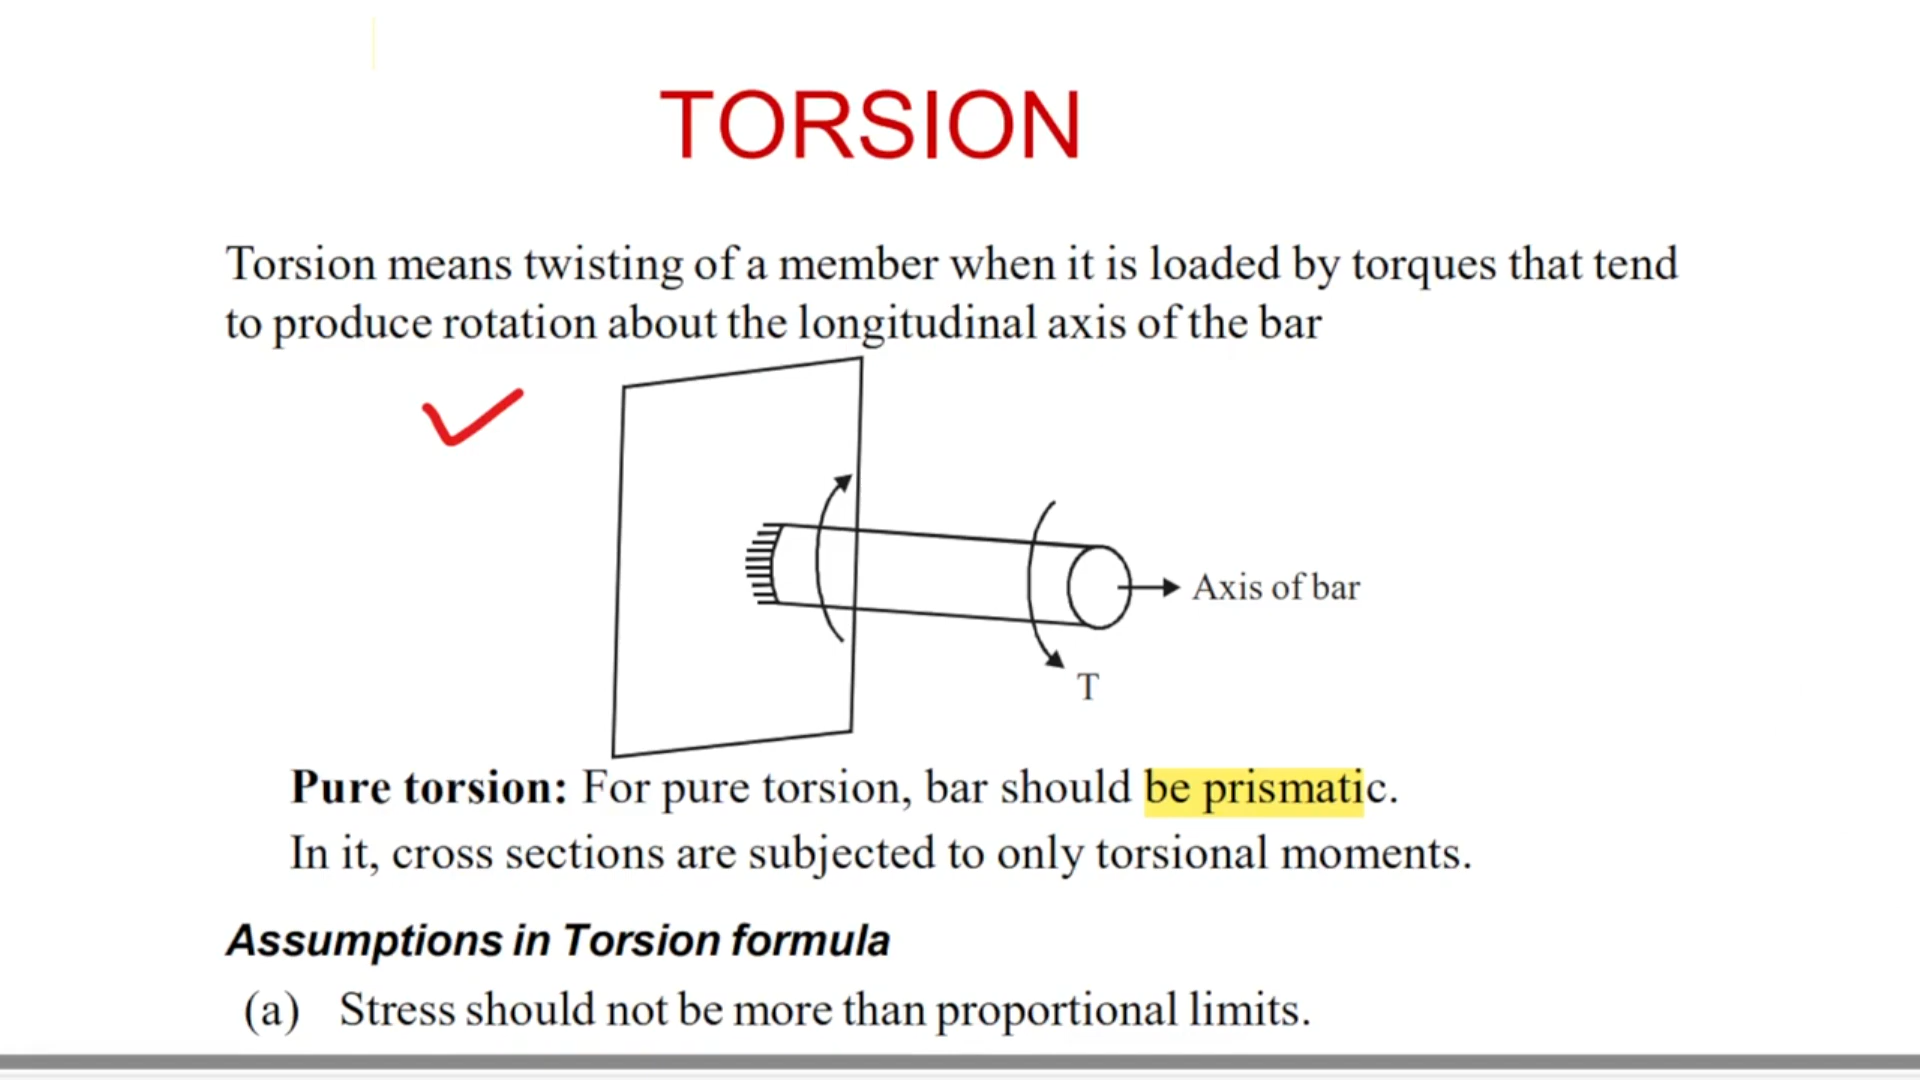 TORSION
Torsion means twisting of a member when it is loaded by torques that tend
to produce rotation about the longitudinal axis of the bar
Axis of bar
T
Pure torsion: For pure torsion, bar should be prismatic.
In it, cross sections are subjected to only torsional moments.
Assumptions in Torsion formula
(a) Stress should not be more than proportional limits.